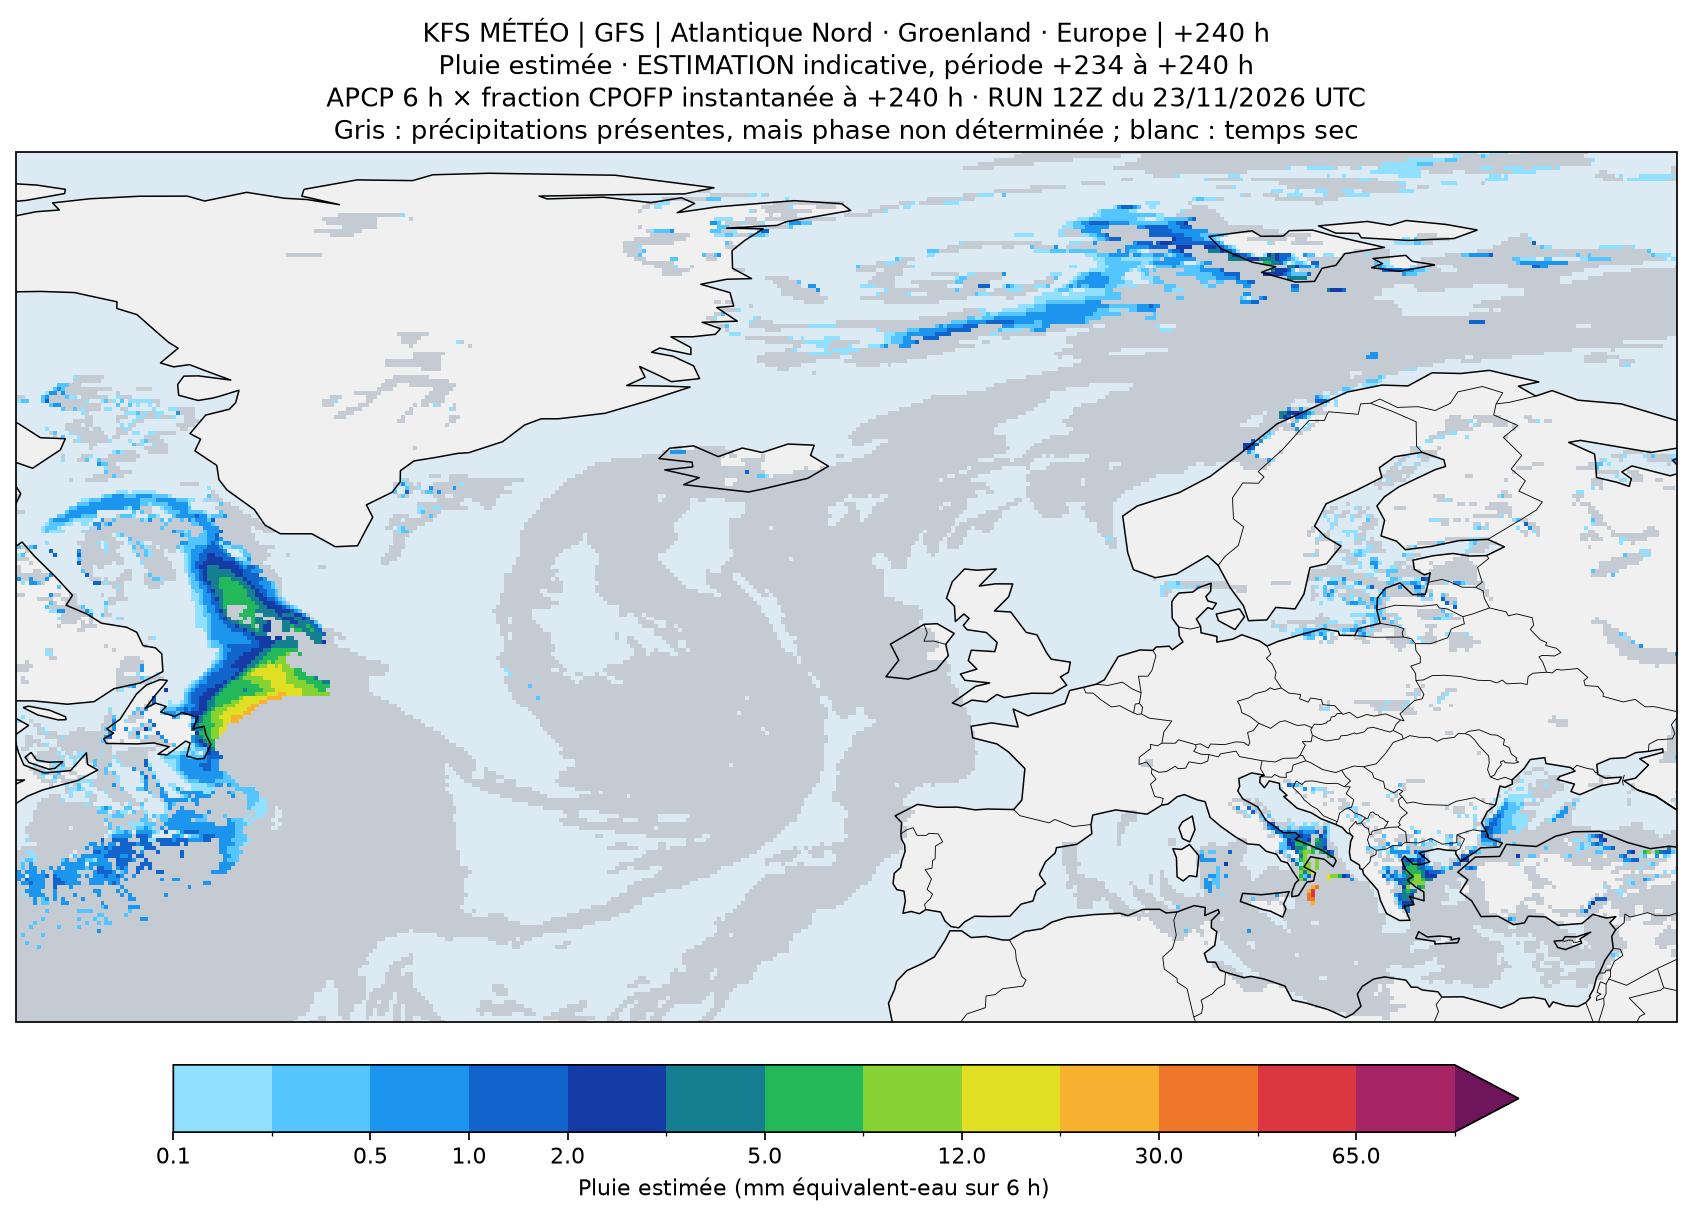 KFS MÉTÉO | GFS | Atlantique Nord · Groenland · Europe | +240 h
Pluie estimée · ESTIMATION indicative, période +234 à +240 h
APCP 6 h × fraction CPOFP instantanée à +240 h · RUN 12Z du 23/11/2026 UTC
Gris : précipitations présentes, mais phase non déterminée ; blanc : temps sec
0.1 0.5 1.0 2.0 5.0 12.0 30.0 65.0
Pluie estimée (mm équivalent-eau sur 6 h)